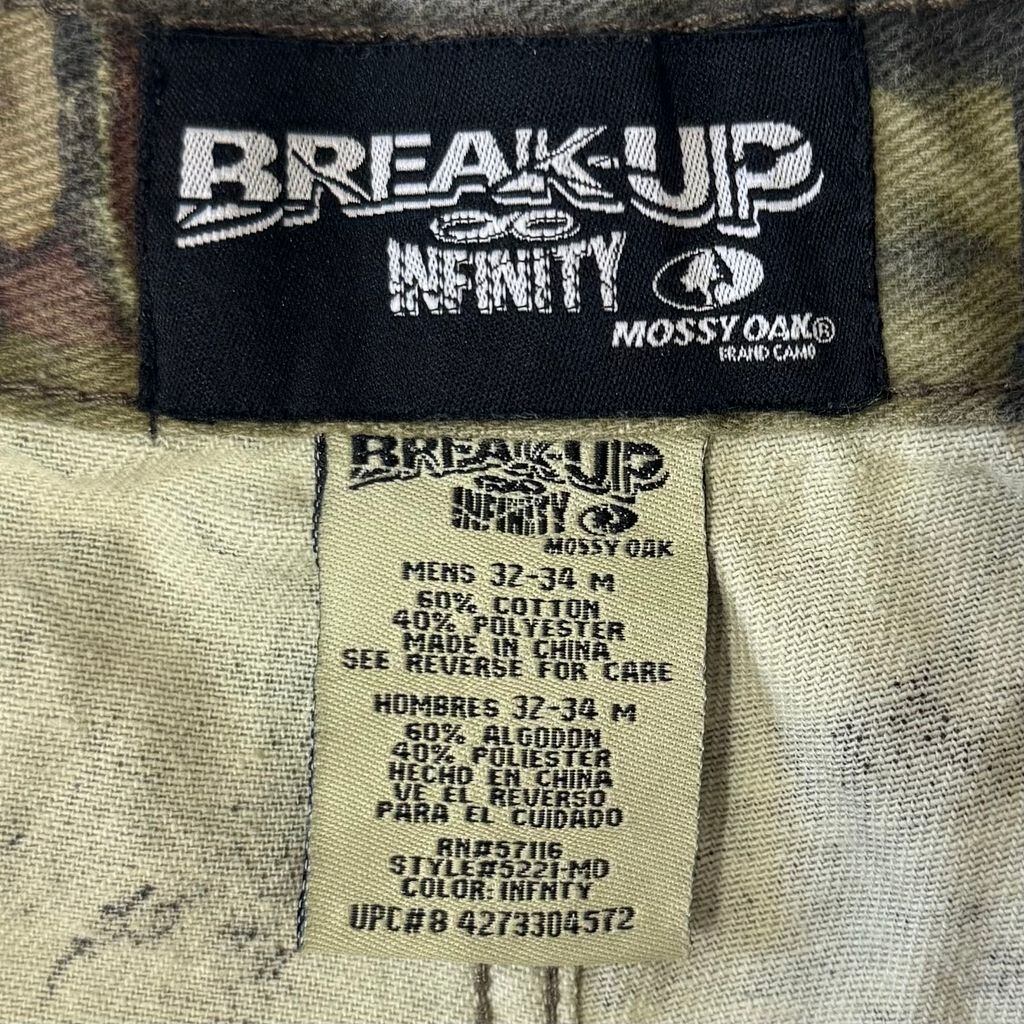 BREAK-UP
INFINITY
MOSSY OAK®
BRAND CAMO
BREAK-UP
INFINITY
MOSSY OAK
MENS 32-34 M
60% COTTON
40% POLYESTER
MADE IN CHINA
SEE REVERSE FOR CARE
HOMBRES 32-34 M
60% ALGODON
40% POLIESTER
HECHO EN CHINA
VE EL REVERSO
PARA EL CUIDADO
RN#57116
STYLE#5221-MO
COLOR: INFNTY
UPC# 8 4273304572